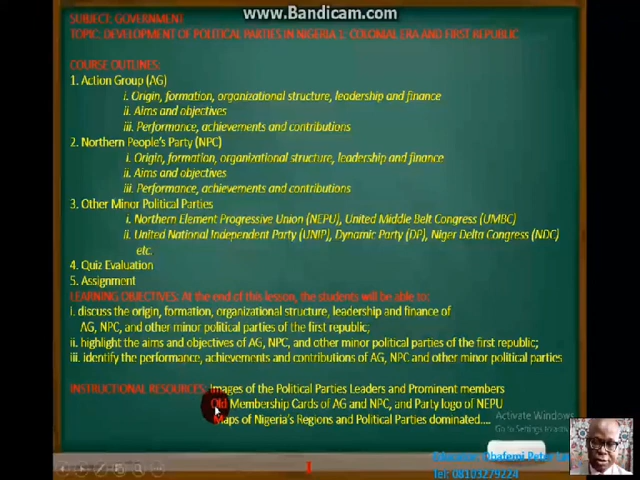 www.Bandicam.com
SUBJECT: GOVERNMENT
TOPIC: DEVELOPMENT OF POLITICAL PARTIES IN NIGERIA 1: COLONIAL ERA AND FIRST REPUBLIC
COURSE OUTLINES:
1. Action Group (AG)
i. Origin, formation, organizational structure, leadership and finance
ii. Aims and objectives
iii. Performance, achievements and contributions
2. Northern People's Party (NPC)
i. Origin, formation, organizational structure, leadership and finance
ii. Aims and objectives
iii. Performance, achievements and contributions
3. Other Minor Political Parties
i. Northern Element Progressive Union (NEPU), United Middle Belt Congress (UMBC)
ii. United National Independent Party (UNIP), Dynamic Party (DP), Niger Delta Congress (NDC)
etc.
4. Quiz Evaluation
5. Assignment
LEARNING OBJECTIVES: At the end of this lesson, the students will be able to;
i. discuss the origin, formation, organizational structure, leadership and finance of
AG, NPC, and other minor political parties of the first republic;
ii. highlight the aims and objectives of AG, NPC, and other minor political parties of the first republic;
iii. identify the performance, achievements and contributions of AG, NPC and other minor political parties
INSTRUCTIONAL RESOURCES: Images of the Political Parties Leaders and Prominent members
Old Membership Cards of AG and NPC, and Party logo of NEPU
Maps of Nigeria's Regions and Political Parties dominated....
Activate Windows
Go to Settings to
Peter
Tel: 08103279224
1